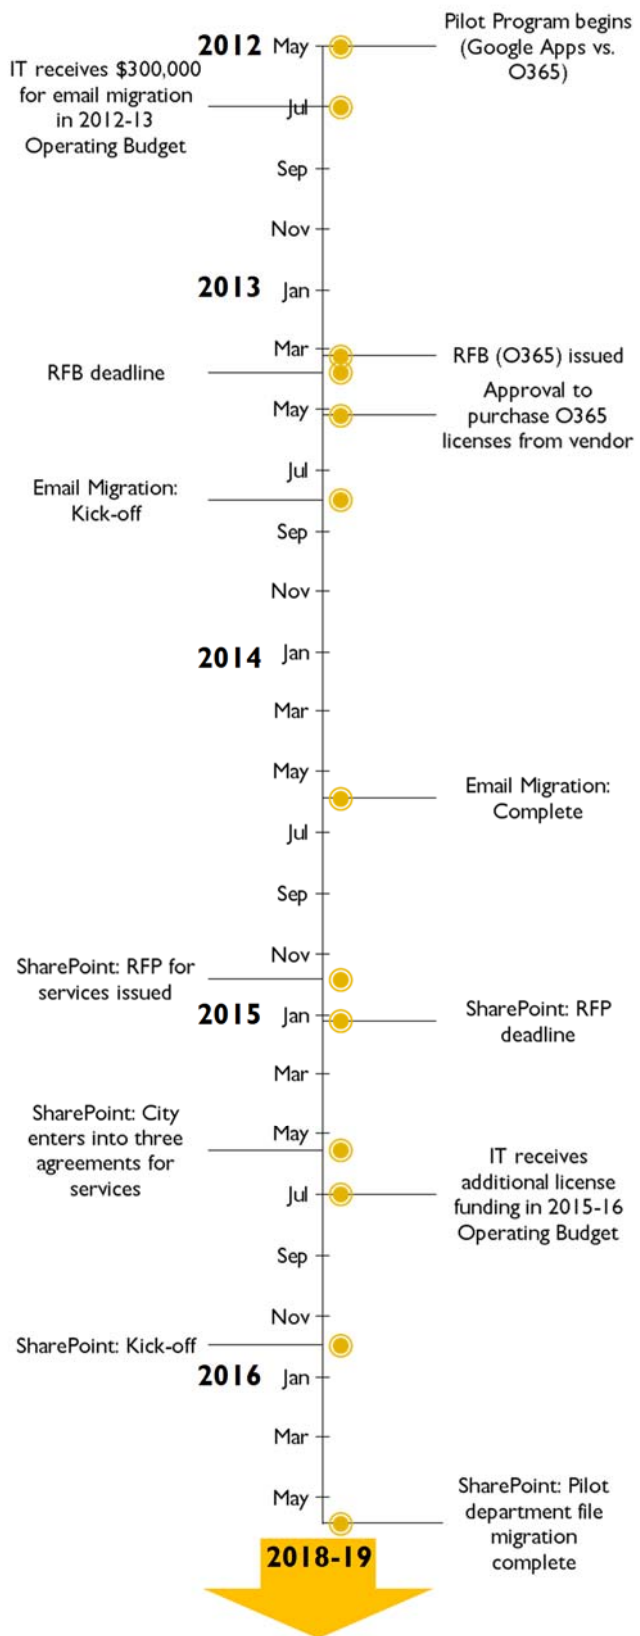 2012 May
Pilot Program begins
(Google Apps vs.
O365)
IT receives $300,000
for email migration
in 2012-13
Operating Budget
Jul
Sep
Nov
2013 Jan
Mar
RFB (O365) issued
RFB deadline
Approval to
purchase O365
licenses from vendor
May
Jul
Email Migration:
Kick-off
Sep
Nov
2014 Jan
Mar
May
Email Migration:
Complete
Jul
Sep
Nov
SharePoint: RFP for
services issued
2015 Jan
SharePoint: RFP
deadline
Mar
SharePoint: City
enters into three
agreements for
services
May
IT receives
additional license
funding in 2015-16
Operating Budget
Jul
Sep
Nov
SharePoint: Kick-off
2016 Jan
Mar
May
SharePoint: Pilot
department file
migration
complete
2018-19